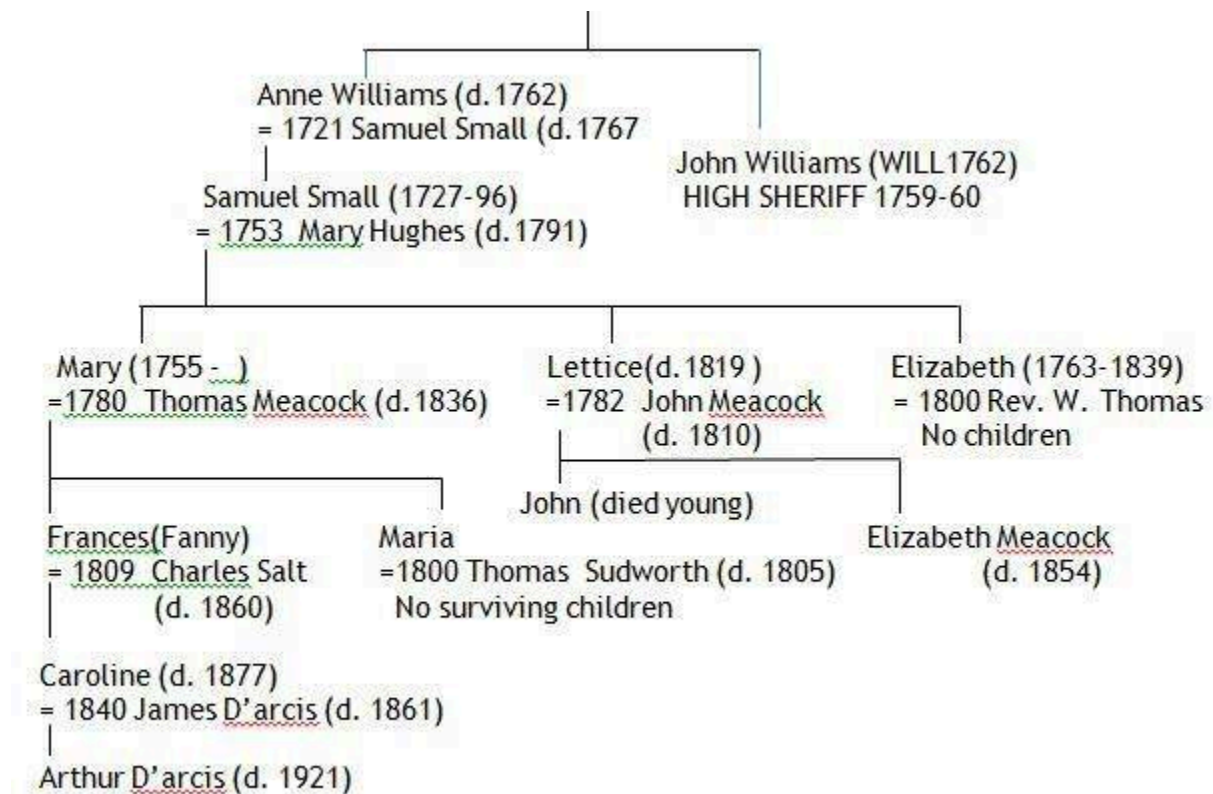 Anne Williams (d.1762)
= 1721 Samuel Small (d.1767
John Williams (WILL1762)
HIGH SHERIFF 1759-60
Samuel Small (1727-96)
= 1753 Mary Hughes (d.1791)
Mary (1755 - )
=1780 Thomas Meacock (d.1836)
Lettice(d.1819 )
=1782 John Meacock
(d. 1810)
Elizabeth (1763-1839)
= 1800 Rev. W. Thomas
No children
John (died young)
Frances(Fanny)
= 1809 Charles Salt
(d. 1860)
Maria
=1800 Thomas Sudworth (d. 1805)
No surviving children
Elizabeth Meacock
(d. 1854)
Caroline (d. 1877)
= 1840 James D’arcis (d. 1861)
Arthur D’arcis (d. 1921)